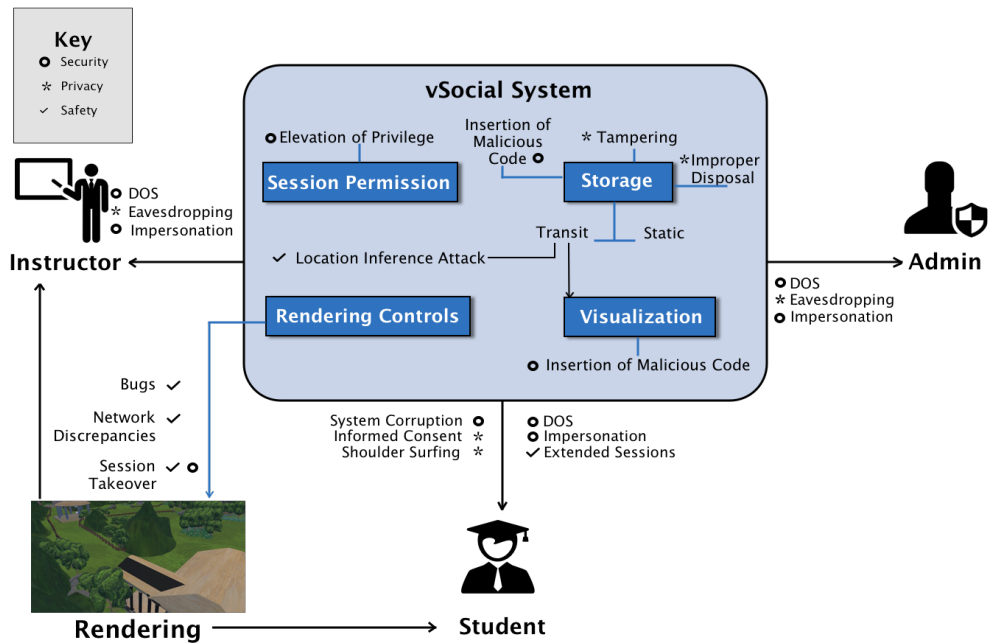 Key
Security
* Privacy
Safety
vSocial System
Elevation of Privilege
Session Permission
Insertion of
Malicious
Code
* Tampering
*Improper
Disposal
Storage
Transit
Static
Location Inference Attack
Rendering Controls
Visualization
Insertion of Malicious Code
DOS
* Eavesdropping
Impersonation
Instructor
Admin
DOS
* Eavesdropping
Impersonation
Bugs
Network
Discrepancies
Session
Takeover
System Corruption
Informed Consent *
Shoulder Surfing *
DOS
Impersonation
Extended Sessions
Rendering
Student